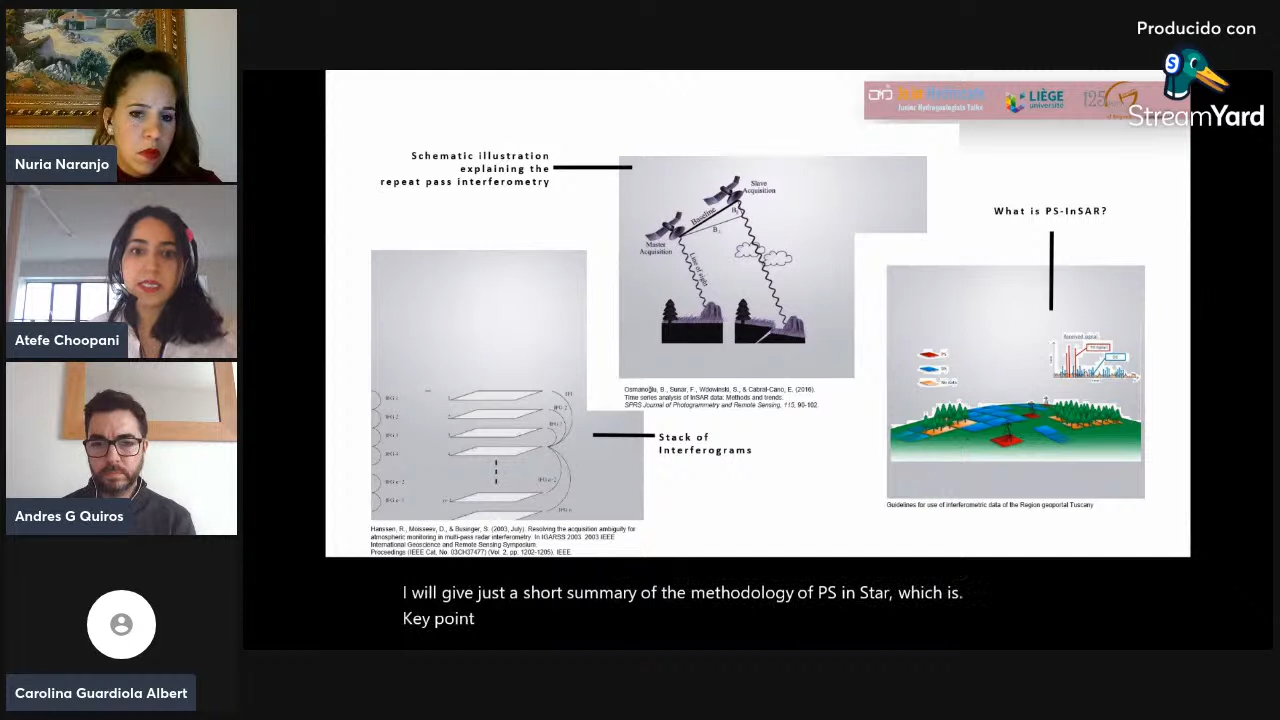 Producido con
StreamYard
Nuria Naranjo
Atefe Choopani
Andres G Quiros
Carolina Guardiola Albert
Junior Hydrogeologists Talks
LIÈGE
université
125
Schematic illustration
explaining the
repeat pass interferometry
Slave
Acquisition
Baseline
Master
Acquisition
Line of sight
What is PS-InSAR?
Osmanoğlu, B., Sunar, F., Wdowinski, S., & Cabral-Cano, E. (2016).
Time series analysis of InSAR data: Methods and trends.
ISPRS Journal of Photogrammetry and Remote Sensing, 115, 90-102.
Stack of
Interferograms
Hanssen, R., Moisseev, D., & Businger, S. (2003, July). Resolving the acquisition ambiguity for
atmospheric monitoring in multi-pass radar interferometry. In IGARSS 2003. 2003 IEEE
International Geoscience and Remote Sensing Symposium.
Proceedings (IEEE Cat. No. 03CH37477) (Vol. 2, pp. 1202-1205). IEEE.
Guidelines for use of interferometric data of the Region geoportal Tuscany
I will give just a short summary of the methodology of PS in Star, which is.
Key point